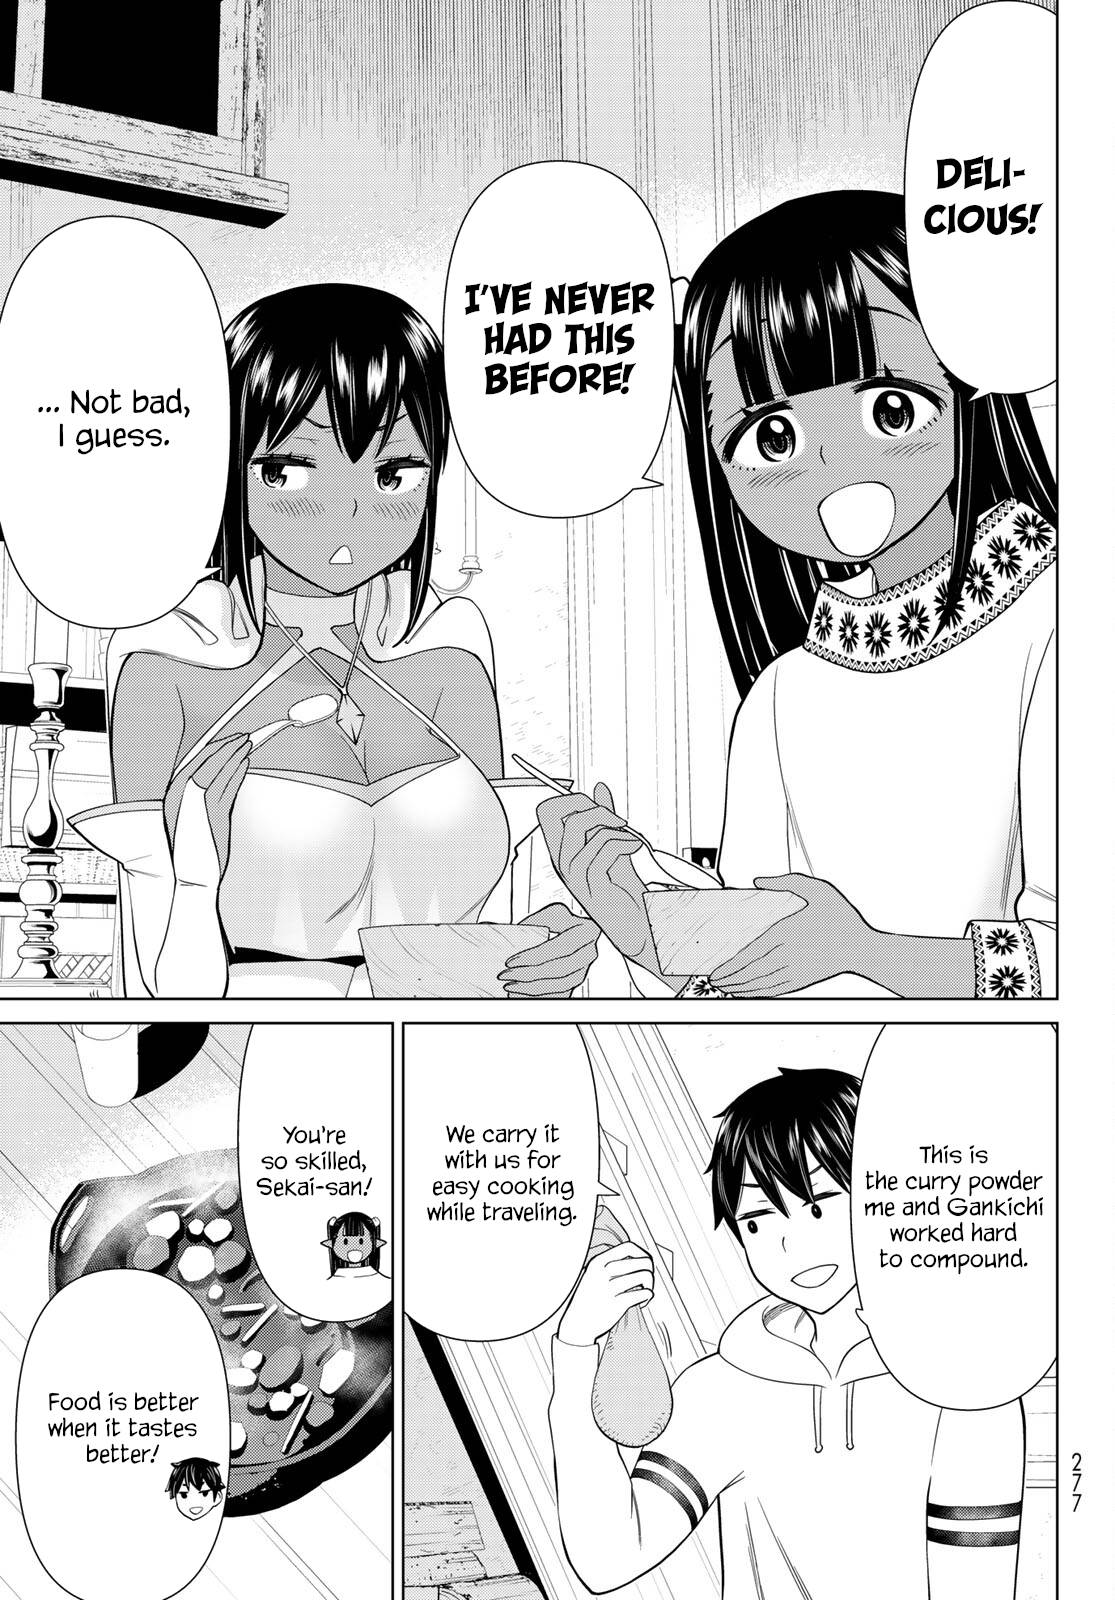 DELI-
CIOUS!
I'VE NEVER
HAD THIS
BEFORE!
... Not bad,
I guess.
This is
the curry powder
me and Gankichi
worked hard
to compound.
We carry it
with us for
easy cooking
while traveling.
You're
so skilled,
Sekai-san!
Food is better
when it tastes
better!
277